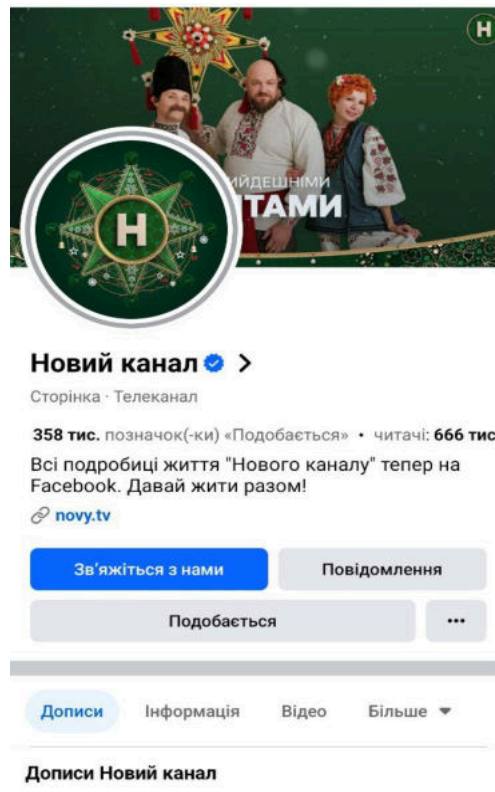 H
ИЙДЕШНІМИ
ТАМИ
H
Новий канал
Сторінка · Телеканал
358 тис. позначок(-ки) «Подобається» • читачі: 666 тис
Всі подробиці життя "Нового каналу" тепер на
Facebook. Давай жити разом!
novy.tv
Зв'яжіться з нами
Повідомлення
Подобається
Дописи
Інформація
Відео
Більше
Дописи Новий канал